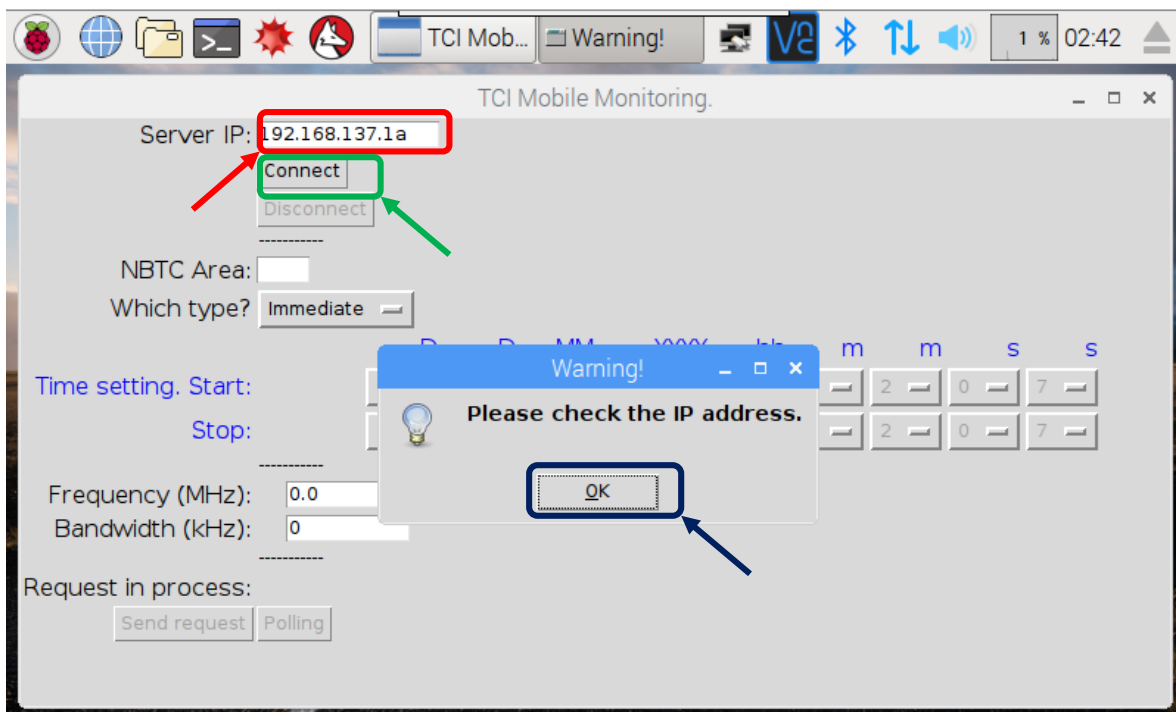 TCI Mob...
Warning!
1 % 02:42
TCI Mobile Monitoring.
Server IP: 192.168.137.1a
Connect
Disconnect
-----------
NBTC Area:
Which type? Immediate
m m s s
Warning!
Time setting. Start: 2 0 7
Please check the IP address.
Stop: 2 0 7
-----------
OK
Frequency (MHz): 0.0
Bandwidth (kHz): 0
-----------
Request in process:
Send request Polling